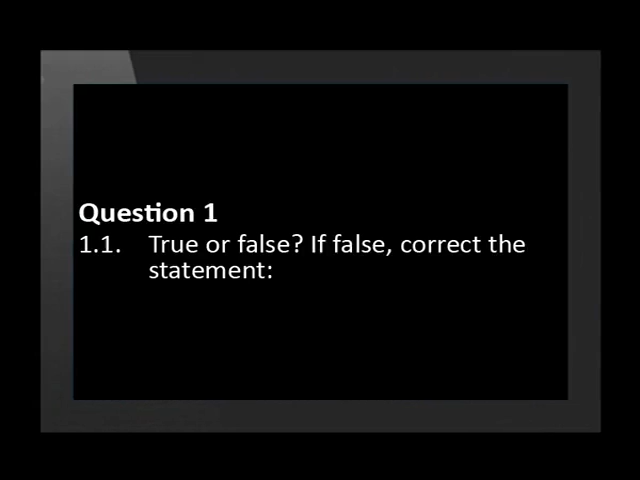 Question 1
1.1. True or false? If false, correct the
statement: